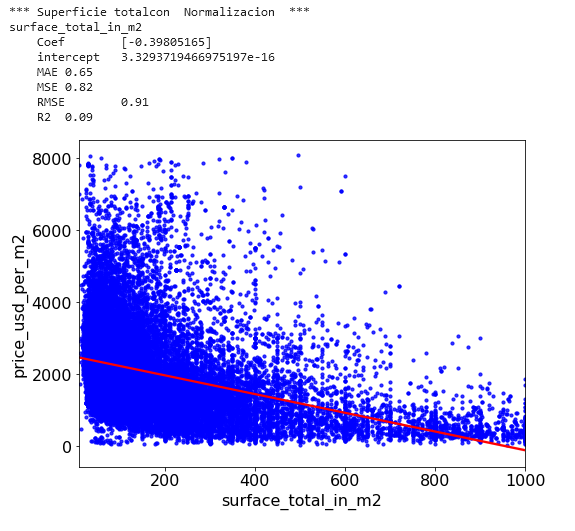 *** Superficie totalcon  Normalizacion  ***
surface_total_in_m2
    Coef        [-0.39805165]
    intercept   3.3293719466975197e-16
    MAE 0.65
    MSE 0.82
    RMSE        0.91
    R2  0.09
8000
6000
4000
2000
0
price_usd_per_m2
200 400 600 800 1000
surface_total_in_m2